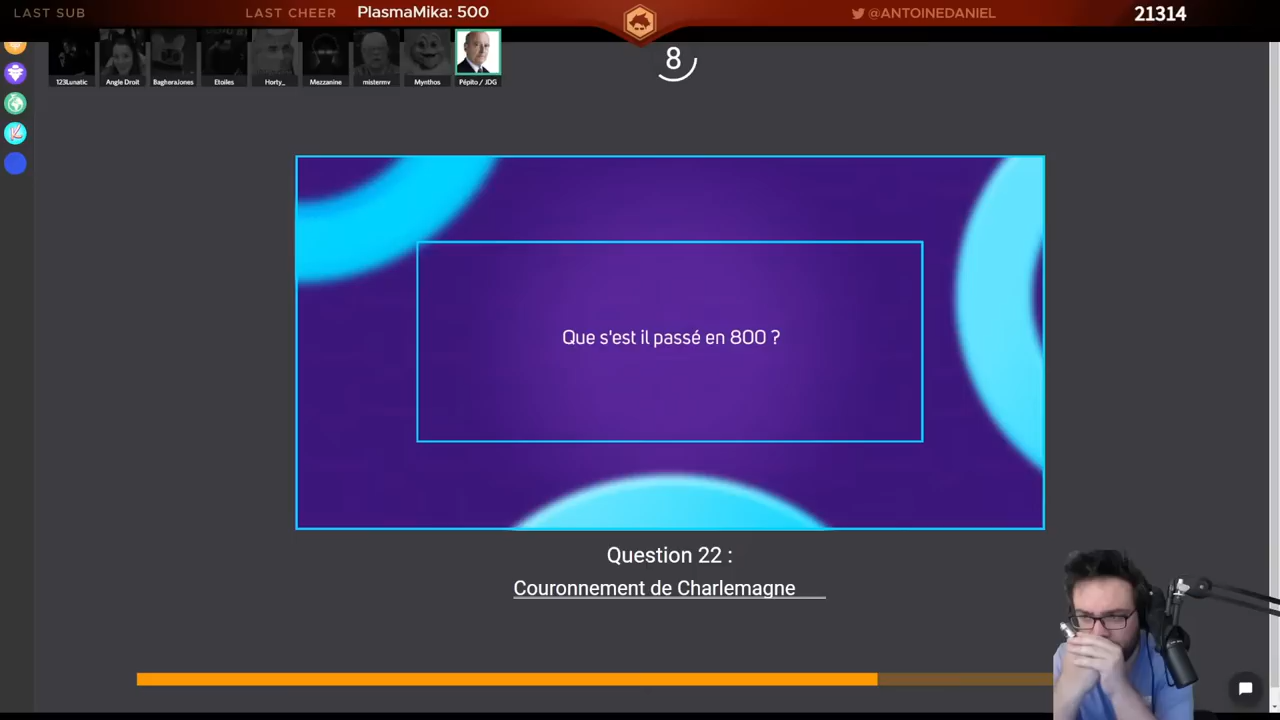 LAST SUB
LAST CHEER
PlasmaMika: 500
@ANTOINEDANIEL
21314
123Lunatic
Angle Droit
BagheraJones
Etoiles
Horty_
Mezzanine
mistermv
Mynthos
Pépito / JDG
8
Que s'est il passé en 800 ?
Question 22 :
Couronnement de Charlemagne